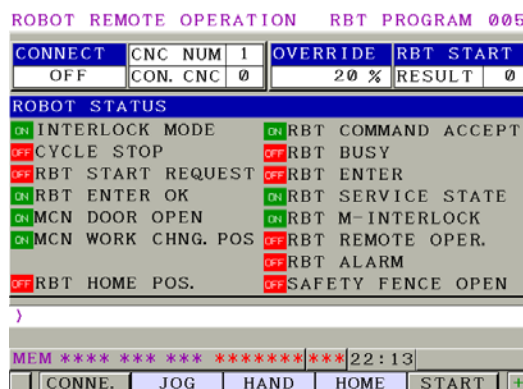 ROBOT REMOTE OPERATION RBT PROGRAM 005
CONNECT CNC NUM 1 OVERRIDE RBT START
OFF CON. CNC 0 20 % RESULT 0
ROBOT STATUS
ON INTERLOCK MODE ON RBT COMMAND ACCEPT
OFF CYCLE STOP OFF RBT BUSY
OFF RBT START REQUEST OFF RBT ENTER
ON RBT ENTER OK ON RBT SERVICE STATE
ON MCN DOOR OPEN ON RBT M-INTERLOCK
ON MCN WORK CHNG. POS OFF RBT REMOTE OPER.
OFF RBT ALARM
OFF RBT HOME POS. OFF SAFETY FENCE OPEN
)
MEM **** *** *** ********** 22:13
CONNE. JOG HAND HOME START +